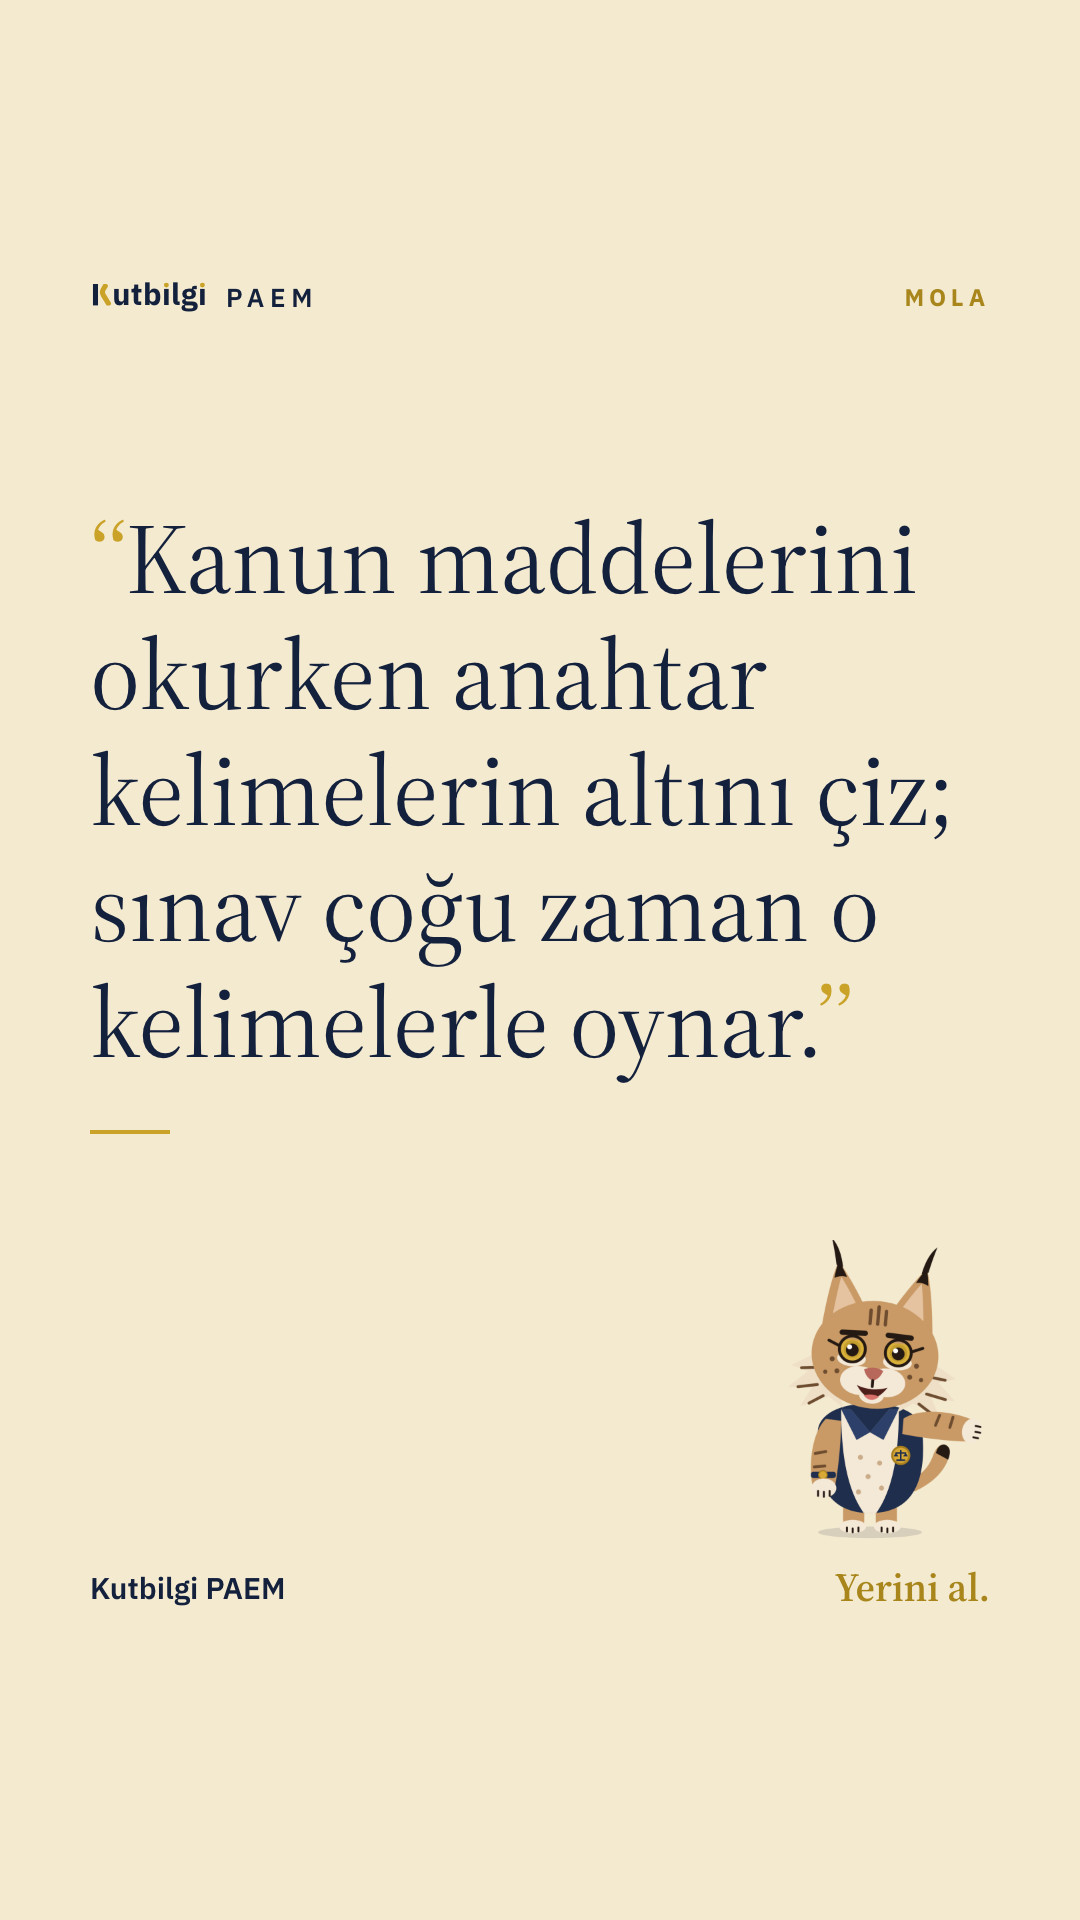 Kutbilgi PAEM
MOLA
“Kanun maddelerini
okurken anahtar
kelimelerin altını çiz;
sınav çoğu zaman o
kelimelerle oynar.”
Kutbilgi PAEM
Yerini al.